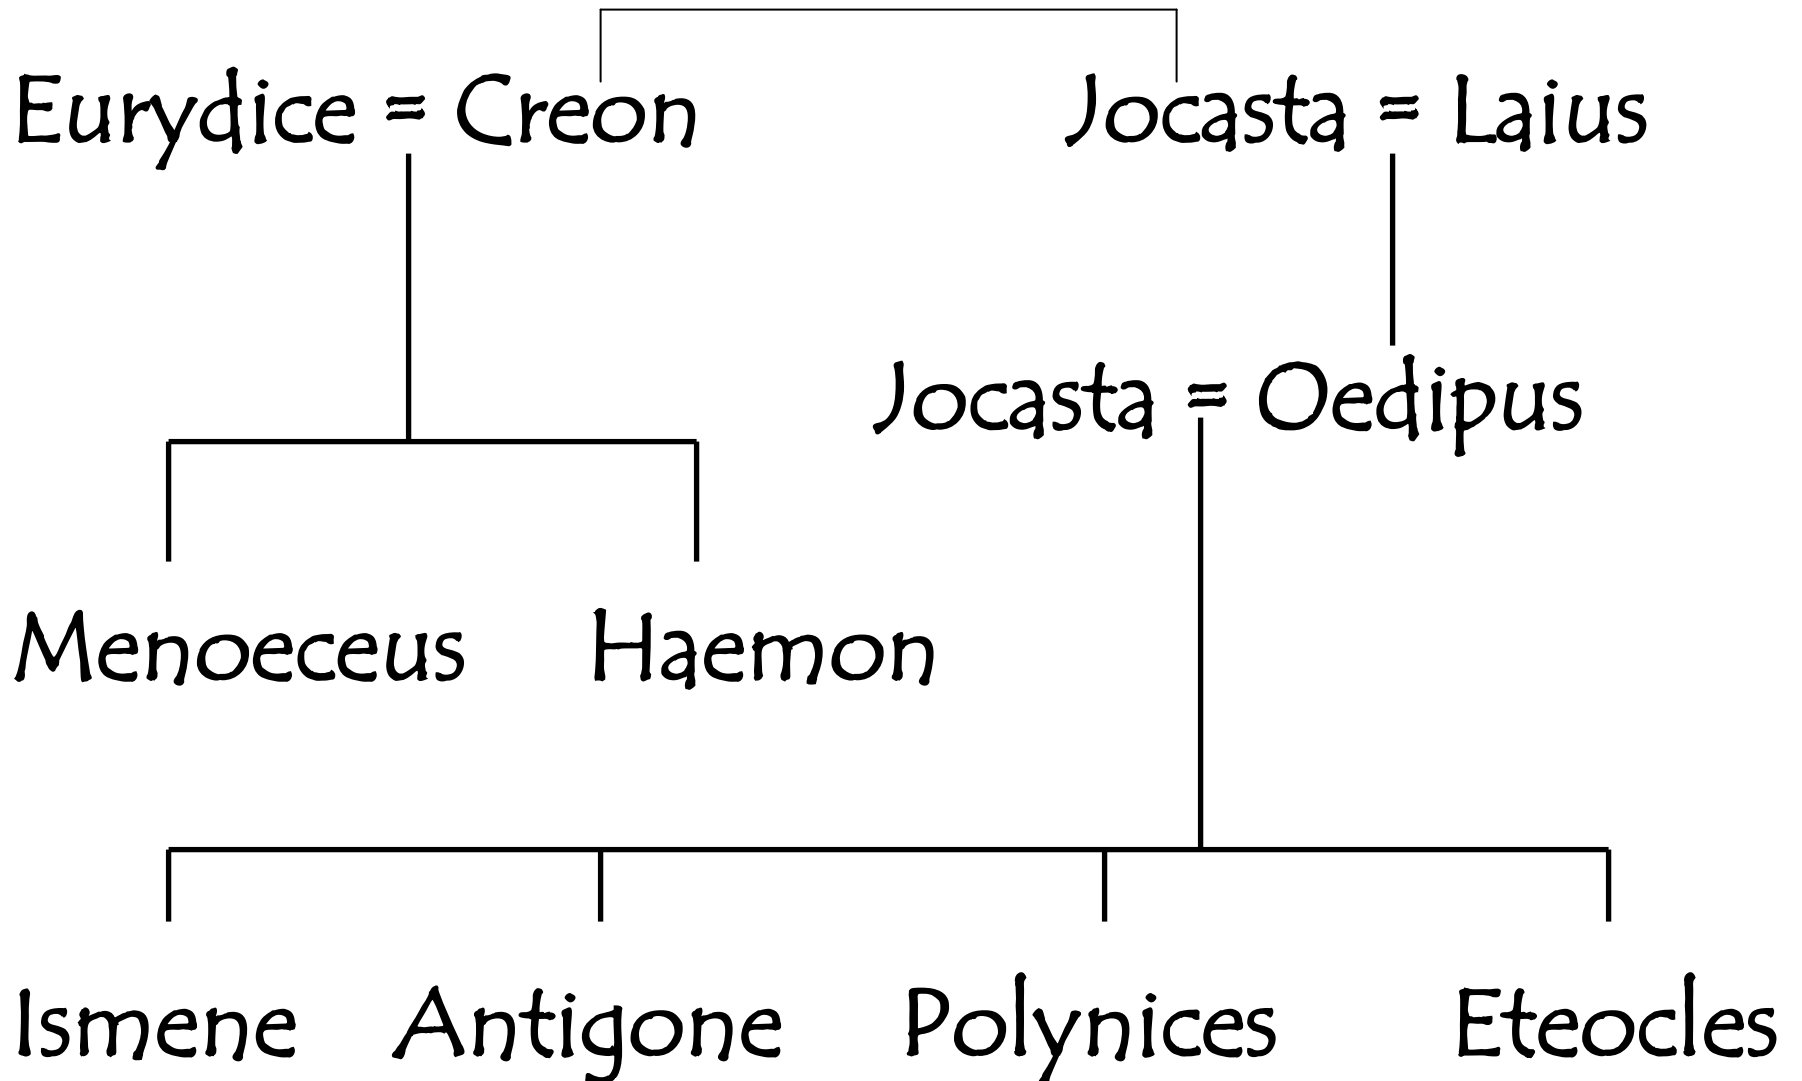 Eurydice = Creon Jocasta = Laius
Jocasta = Oedipus
Menoeceus Haemon
Ismene Antigone Polynices Eteocles